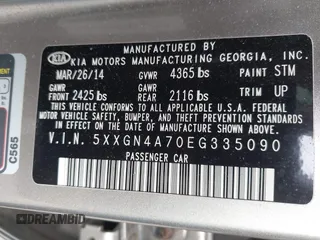 MANUFACTURED BY
KIA KIA MOTORS MANUFACTURING GEORGIA, INC.
MAR/26/14 GVWR 4365 lbs PAINT STM
GAWR FRONT 2425 lbs GAWR REAR 2116 lbs TRIM UP
THIS VEHICLE CONFORMS TO ALL APPLICABLE U.S.A. FEDERAL
MOTOR VEHICLE SAFETY, BUMPER, AND THEFT PREVENTION
STANDARDS IN EFFECT ON THE DATE OF MANUFACTURE SHOWN ABOVE.
V.I.N. 5XXGN4A70EG335090
PASSENGER CAR
C565
DREAMBID